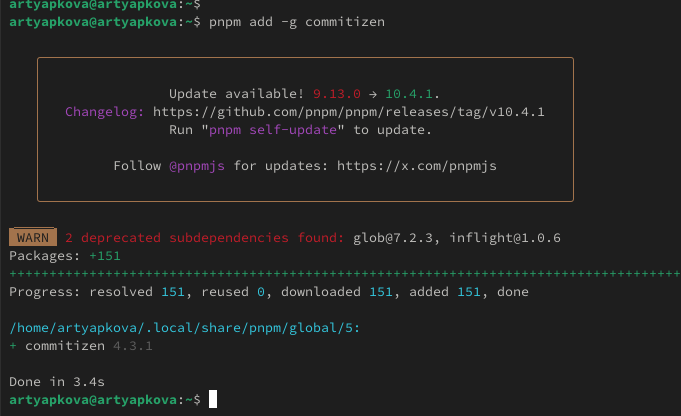 artyapkova@artyapkova:~$
artyapkova@artyapkova:~$ pnpm add -g commitizen
Update available! 9.13.0 → 10.4.1.
Changelog: https://github.com/pnpm/pnpm/releases/tag/v10.4.1
Run "pnpm self-update" to update.
Follow @pnpmjs for updates: https://x.com/pnpmjs
WARN 2 deprecated subdependencies found: glob@7.2.3, inflight@1.0.6
Packages: +151
++++++++++++++++++++++++++++++++++++++++++++++++++++++++++++++++++++++++++++++++++++
Progress: resolved 151, reused 0, downloaded 151, added 151, done
/home/artyapkova/.local/share/pnpm/global/5:
+ commitizen 4.3.1
Done in 3.4s
artyapkova@artyapkova:~$